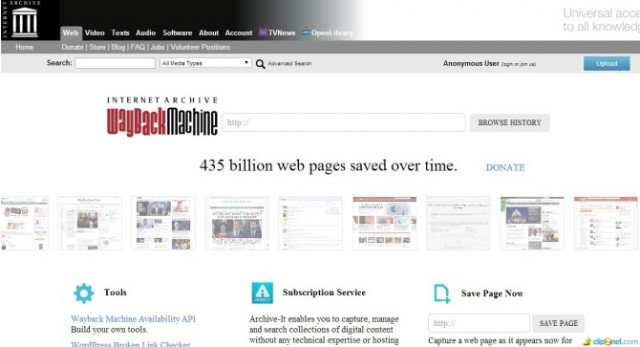 INTERNET ARCHIVE
Universal acce
to all knowledg
Web Video Texts Audio Software About Account TVNews OpenLibrary
Home Donate | Store | Blog | FAQ | Jobs | Volunteer Positions
Search: All Media Types Advanced Search Anonymous User (login or join us) Upload
INTERNET ARCHIVE
WayBackMachine
http:// BROWSE HISTORY
435 billion web pages saved over time. DONATE
Tools
Wayback Machine Availability API
Build your own tools.
WordPress Broken Link Checker
Subscription Service
Archive-It enables you to capture, manage
and search collections of digital content
without any technical expertise or hosting
Save Page Now
http:// SAVE PAGE
Capture a web page as it appears now for
clip2net.com